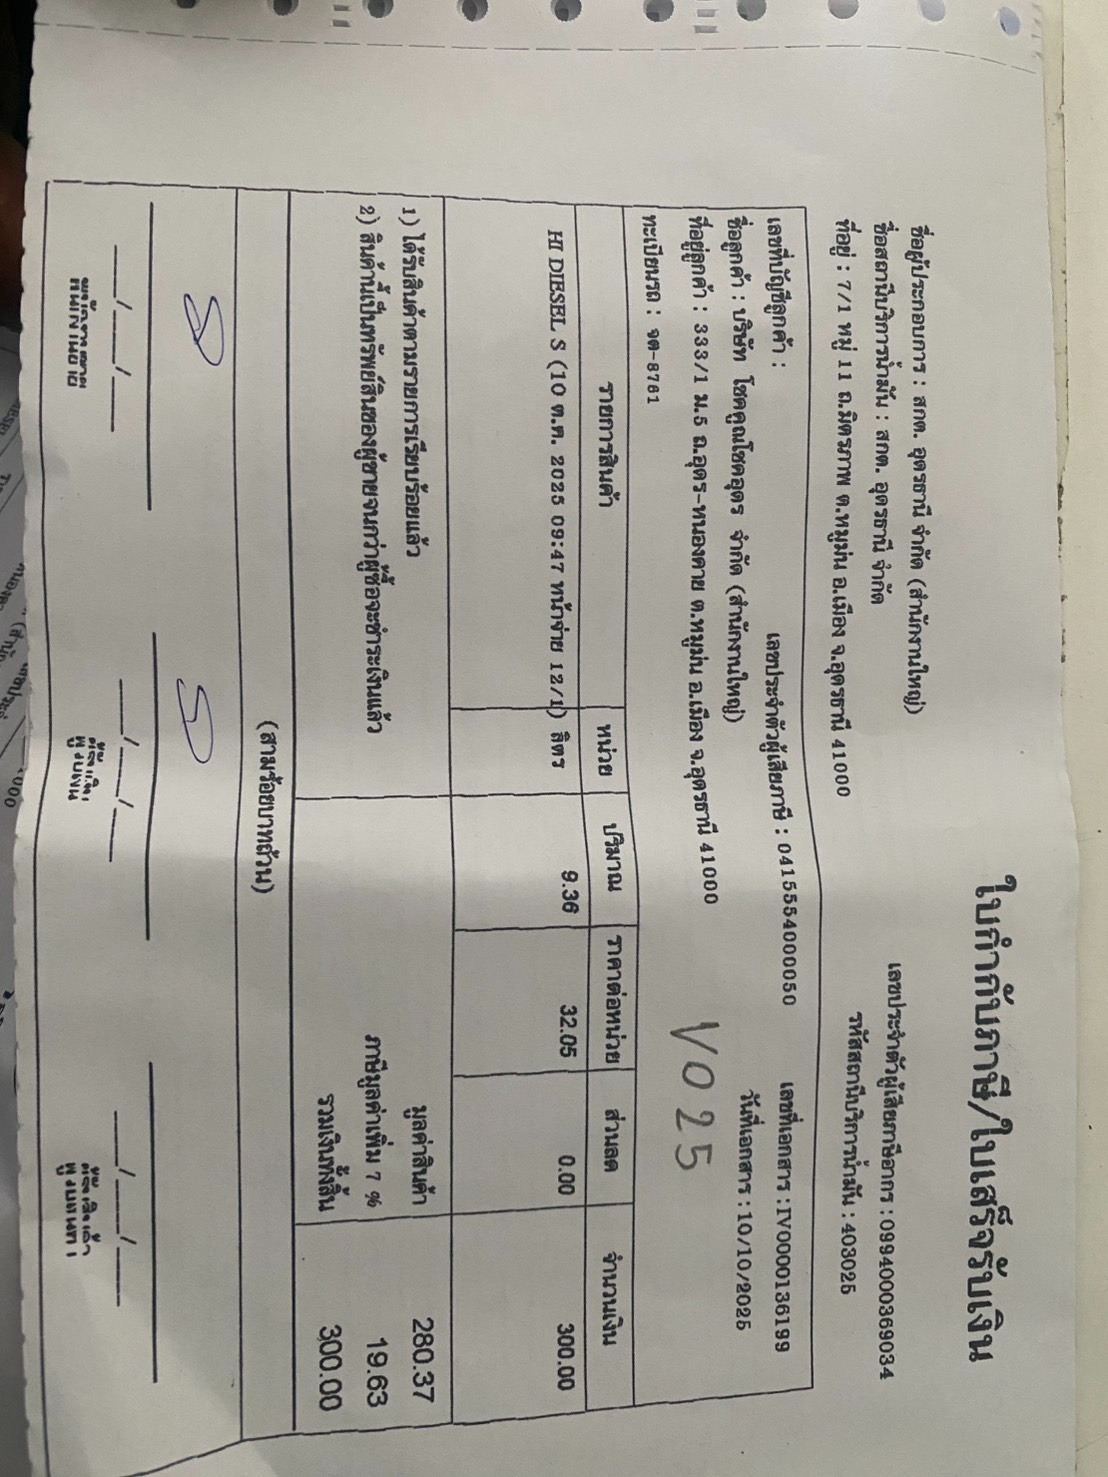 ใบกำกับภาษี/ใบเสร็จรับเงิน
ชื่อผู้ประกอบการ : สกต. อุดรธานี จำกัด (สำนักงานใหญ่) เลขประจำตัวผู้เสียภาษีอากร : 0994000369034
ชื่อสถานีบริการน้ำมัน : สกต. อุดรธานี จำกัด รหัสสถานีบริการน้ำมัน : 403025
ที่อยู่ : 7/1 หมู่ 11 ถ.มิตรภาพ ต.หมูม่น อ.เมือง จ.อุดรธานี 41000
เลขที่บัญชีลูกค้า : เลขประจำตัวผู้เสียภาษี : 0415554000050 เลขที่เอกสาร : IV0000136199
ชื่อลูกค้า : บริษัท โชคคูณโชคอุดร จำกัด (สำนักงานใหญ่) วันที่เอกสาร : 10/10/2025
ที่อยู่ลูกค้า : 333/1 ม.5 ถ.อุดร-หนองคาย ต.หมูม่น อ.เมือง จ.อุดรธานี 41000
ทะเบียนรถ : จด-8761
V025
รายการสินค้า หน่วย ปริมาณ ราคาต่อหน่วย ส่วนลด จำนวนเงิน
HI DIESEL S (10 ต.ค. 2025 09:47 หน้าจ่าย 12/1) ลิตร 9.36 32.05 0.00 300.00
1) ได้รับสินค้าตามรายการเรียบร้อยแล้ว มูลค่าสินค้า 280.37
2) สินค้านี้เป็นทรัพย์สินของผู้ขายจนกว่าผู้ซื้อจะชำระเงินแล้ว ภาษีมูลค่าเพิ่ม 7 % 19.63
รวมเงินทั้งสิ้น 300.00
(สามร้อยบาทถ้วน)
___/___/___ ___/___/___ ___/___/___